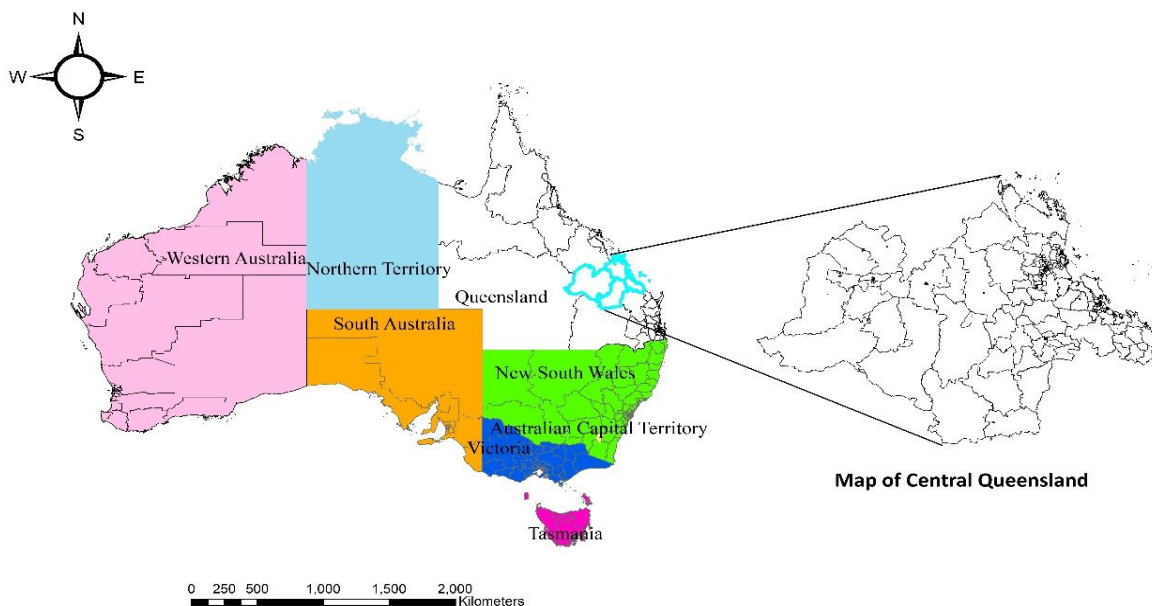 N
W E
S
Western Australia
Northern Territory
Queensland
South Australia
New South Wales
Australian Capital Territory
Victoria
Tasmania
Map of Central Queensland
0 250 500 1,000 1,500 2,000
Kilometers